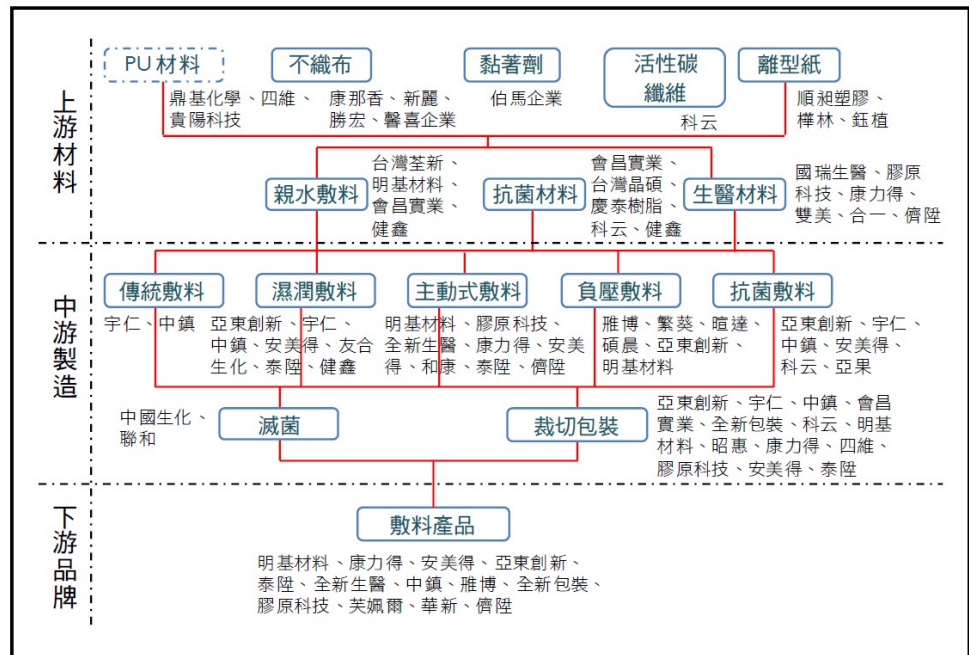 上游材料
PU材料
不織布
黏著劑
活性碳
纖維
離型紙
鼎基化學、四維、
貴陽科技
康那香、新麗、
勝宏、馨喜企業
伯馬企業
科云
順昶塑膠、
樺林、鈺植
親水敷料
台灣荃新、
明基材料、
會昌實業、
健鑫
抗菌材料
會昌實業、
台灣晶碩、
慶泰樹脂、
科云、健鑫
生醫材料
國瑞生醫、膠原
科技、康力得、
雙美、合一、儕陞
中游製造
傳統敷料
濕潤敷料
主動式敷料
負壓敷料
抗菌敷料
宇仁、中鎮
亞東創新、宇仁、
中鎮、安美得、友合
生化、泰陞、健鑫
明基材料、膠原科技、
全新生醫、康力得、安美
得、和康、泰陞、儕陞
雅博、繁葵、暄達、
碩晨、亞東創新、
明基材料
亞東創新、宇仁、
中鎮、安美得、
科云、亞果
中國生化、
聯和
滅菌
裁切包裝
亞東創新、宇仁、中鎮、會昌
實業、全新包裝、科云、明基
材料、昭惠、康力得、四維、
膠原科技、安美得、泰陞
下游品牌
敷料產品
明基材料、康力得、安美得、亞東創新、
泰陞、全新生醫、中鎮、雅博、全新包裝、
膠原科技、芙姵爾、華新、儕陞